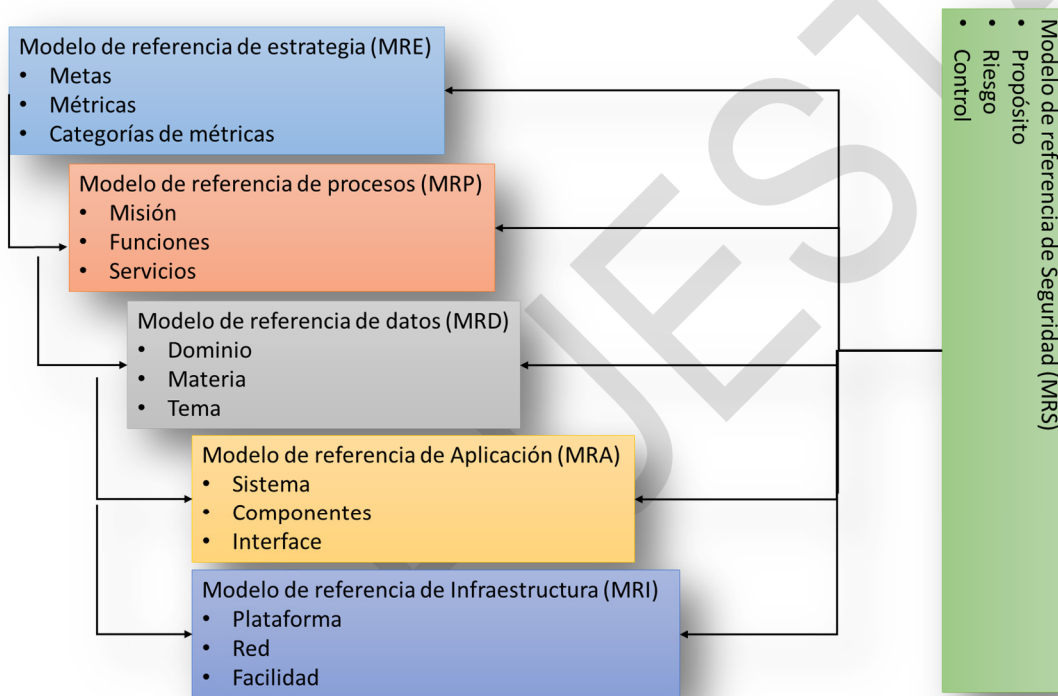 Modelo de referencia de estrategia (MRE)
• Metas
• Métricas
• Categorías de métricas
Modelo de referencia de procesos (MRP)
• Misión
• Funciones
• Servicios
Modelo de referencia de datos (MRD)
• Dominio
• Materia
• Tema
Modelo de referencia de Aplicación (MRA)
• Sistema
• Componentes
• Interface
Modelo de referencia de Infraestructura (MRI)
• Plataforma
• Red
• Facilidad
Modelo de referencia de Seguridad (MRS)
• Propósito
• Riesgo
• Control